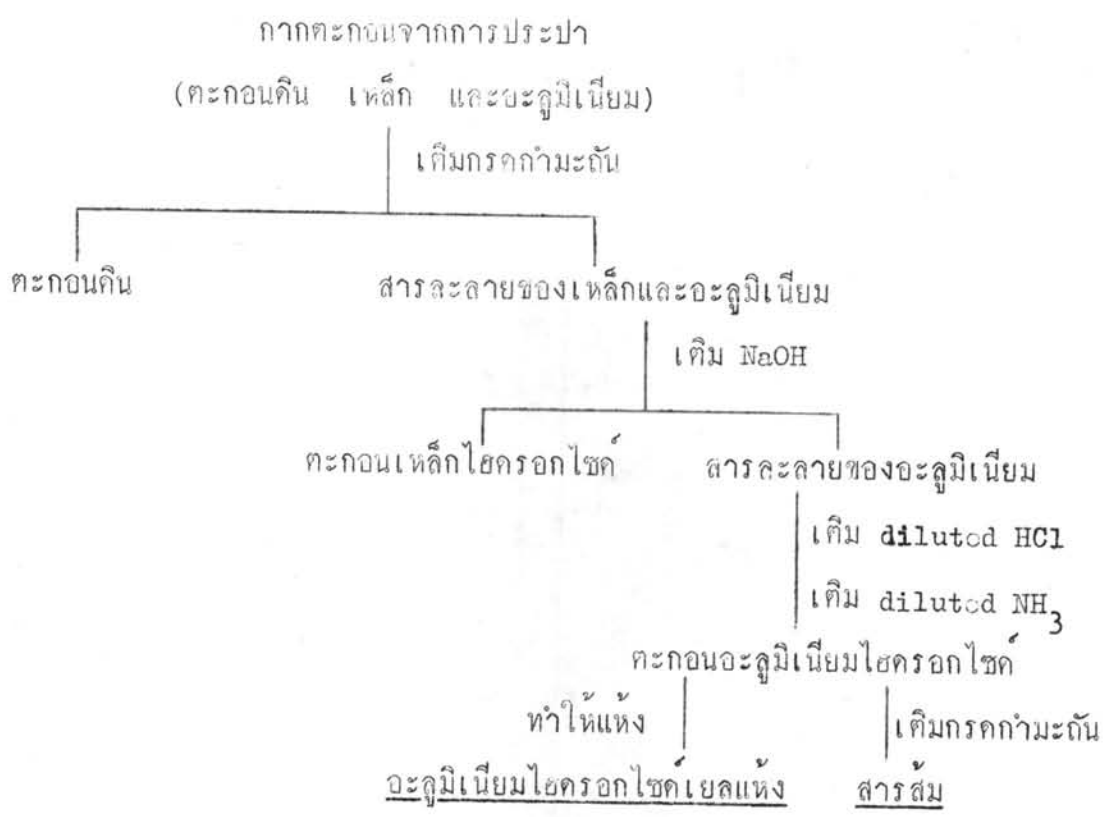 กากตะกอนจากการประปา
(ตะกอนดิน เหล็ก และอะลูมิเนียม)
เติมกรดกำมะถัน
ตะกอนดิน สารละลายของเหล็กและอะลูมิเนียม
เติม NaOH
ตะกอนเหล็กไฮดรอกไซด์ สารละลายของอะลูมิเนียม
เติม diluted HCl
เติม diluted NH3
ตะกอนอะลูมิเนียมไฮดรอกไซด์
ทำให้แห้ง เติมกรดกำมะถัน
อะลูมิเนียมไฮดรอกไซด์เยลแห้ง สารส้ม